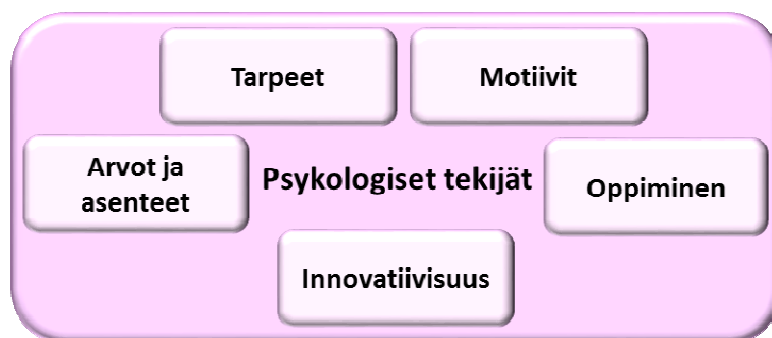 Tarpeet
Motiivit
Arvot ja
asenteet
Psykologiset tekijät
Oppiminen
Innovatiivisuus